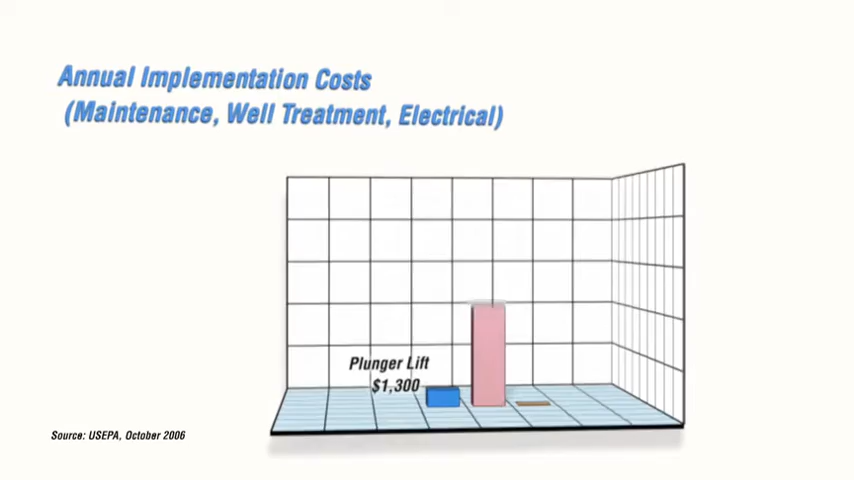 Annual Implementation Costs
(Maintenance, Well Treatment, Electrical)
Plunger Lift
$1,300
Source: USEPA, October 2006